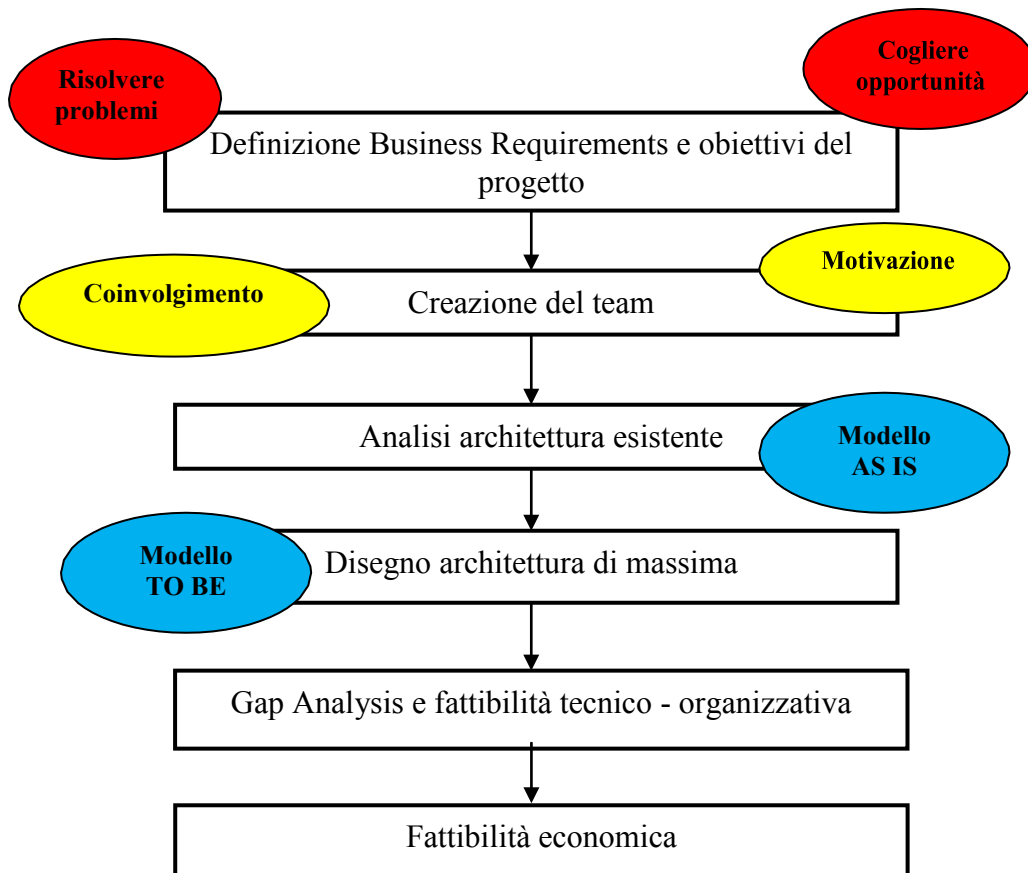 Risolvere
problemi
Cogliere
opportunità
Definizione Business Requirements e obiettivi del
progetto
Coinvolgimento
Motivazione
Creazione del team
Analisi architettura esistente
Modello
AS IS
Modello
TO BE
Disegno architettura di massima
Gap Analysis e fattibilità tecnico - organizzativa
Fattibilità economica